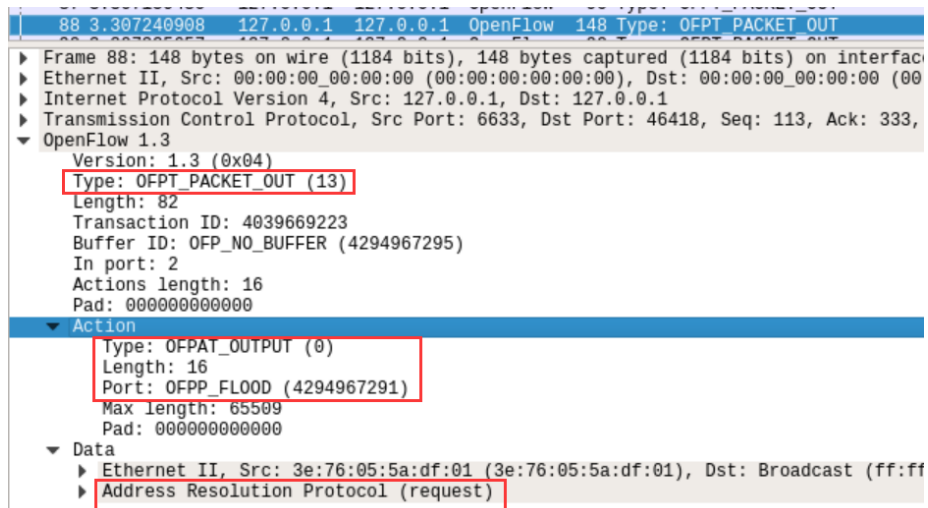 88 3.307240908 127.0.0.1 127.0.0.1 OpenFlow 148 Type: OFPT_PACKET_OUT
Frame 88: 148 bytes on wire (1184 bits), 148 bytes captured (1184 bits) on interfac
Ethernet II, Src: 00:00:00_00:00:00 (00:00:00:00:00:00), Dst: 00:00:00_00:00:00 (00
Internet Protocol Version 4, Src: 127.0.0.1, Dst: 127.0.0.1
Transmission Control Protocol, Src Port: 6633, Dst Port: 46418, Seq: 113, Ack: 333,
OpenFlow 1.3
Version: 1.3 (0x04)
Type: OFPT_PACKET_OUT (13)
Length: 82
Transaction ID: 4039669223
Buffer ID: OFP_NO_BUFFER (4294967295)
In port: 2
Actions length: 16
Pad: 000000000000
Action
Type: OFPAT_OUTPUT (0)
Length: 16
Port: OFPP_FLOOD (4294967291)
Max length: 65509
Pad: 000000000000
Data
Ethernet II, Src: 3e:76:05:5a:df:01 (3e:76:05:5a:df:01), Dst: Broadcast (ff:ff
Address Resolution Protocol (request)